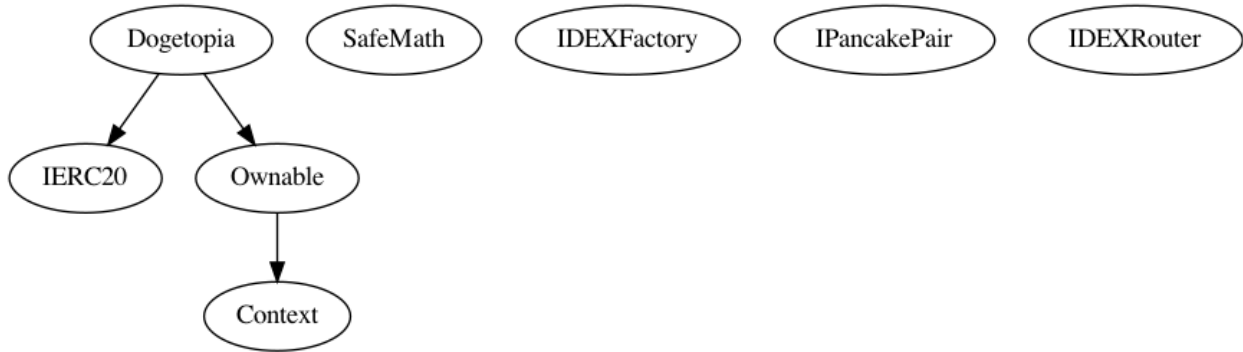 Dogetopia
SafeMath
IDEXFactory
IPancakePair
IDEXRouter
IERC20
Ownable
Context